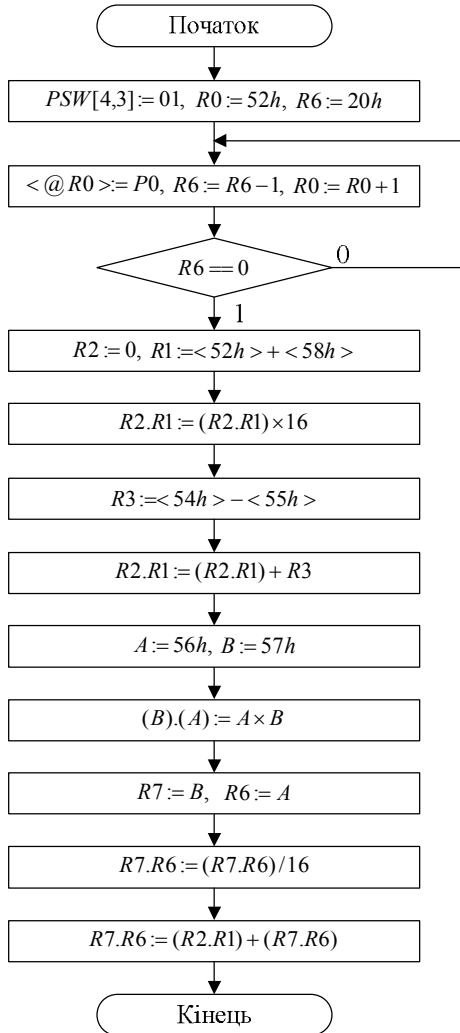 Початок
PSW[4,3]:= 01, R0:= 52h, R6:= 20h
< @ R0 >:= P0, R6:= R6−1, R0:= R0+1
R6 == 0
0
1
R2:= 0, R1:=< 52h > + < 58h >
R2.R1:= (R2.R1)×16
R3:=< 54h > − < 55h >
R2.R1:= (R2.R1) + R3
A:= 56h, B:= 57h
(B).(A):= A×B
R7:= B, R6:= A
R7.R6:= (R7.R6)/16
R7.R6:= (R2.R1) + (R7.R6)
Кінець